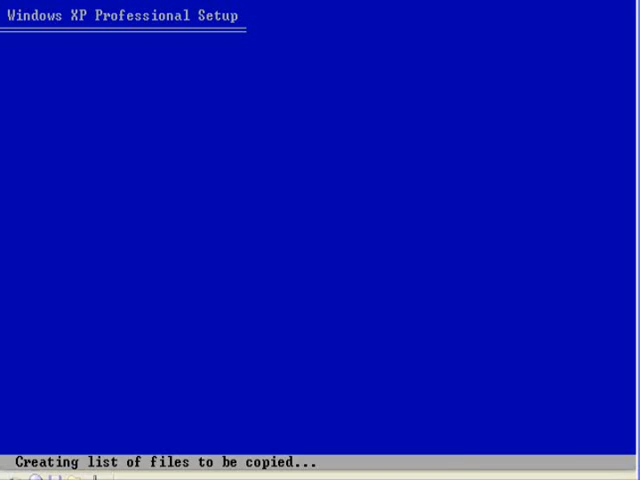 Windows XP Professional Setup
Creating list of files to be copied...